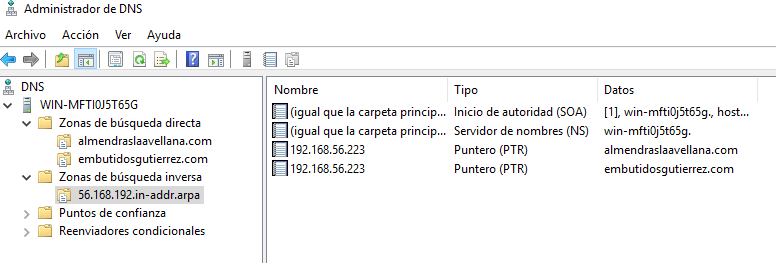 Administrador de DNS
Archivo Acción Ver Ayuda
DNS
WIN-MFTI0J5T65G
Zonas de búsqueda directa
almendraslaavellana.com
embutidosgutierrez.com
Zonas de búsqueda inversa
56.168.192.in-addr.arpa
Puntos de confianza
Reenviadores condicionales
Nombre Tipo Datos
(igual que la carpeta princip... Inicio de autoridad (SOA) [1], win-mfti0j5t65g., host...
(igual que la carpeta princip... Servidor de nombres (NS) win-mfti0j5t65g.
192.168.56.223 Puntero (PTR) almendraslaavellana.com
192.168.56.223 Puntero (PTR) embutidosgutierrez.com